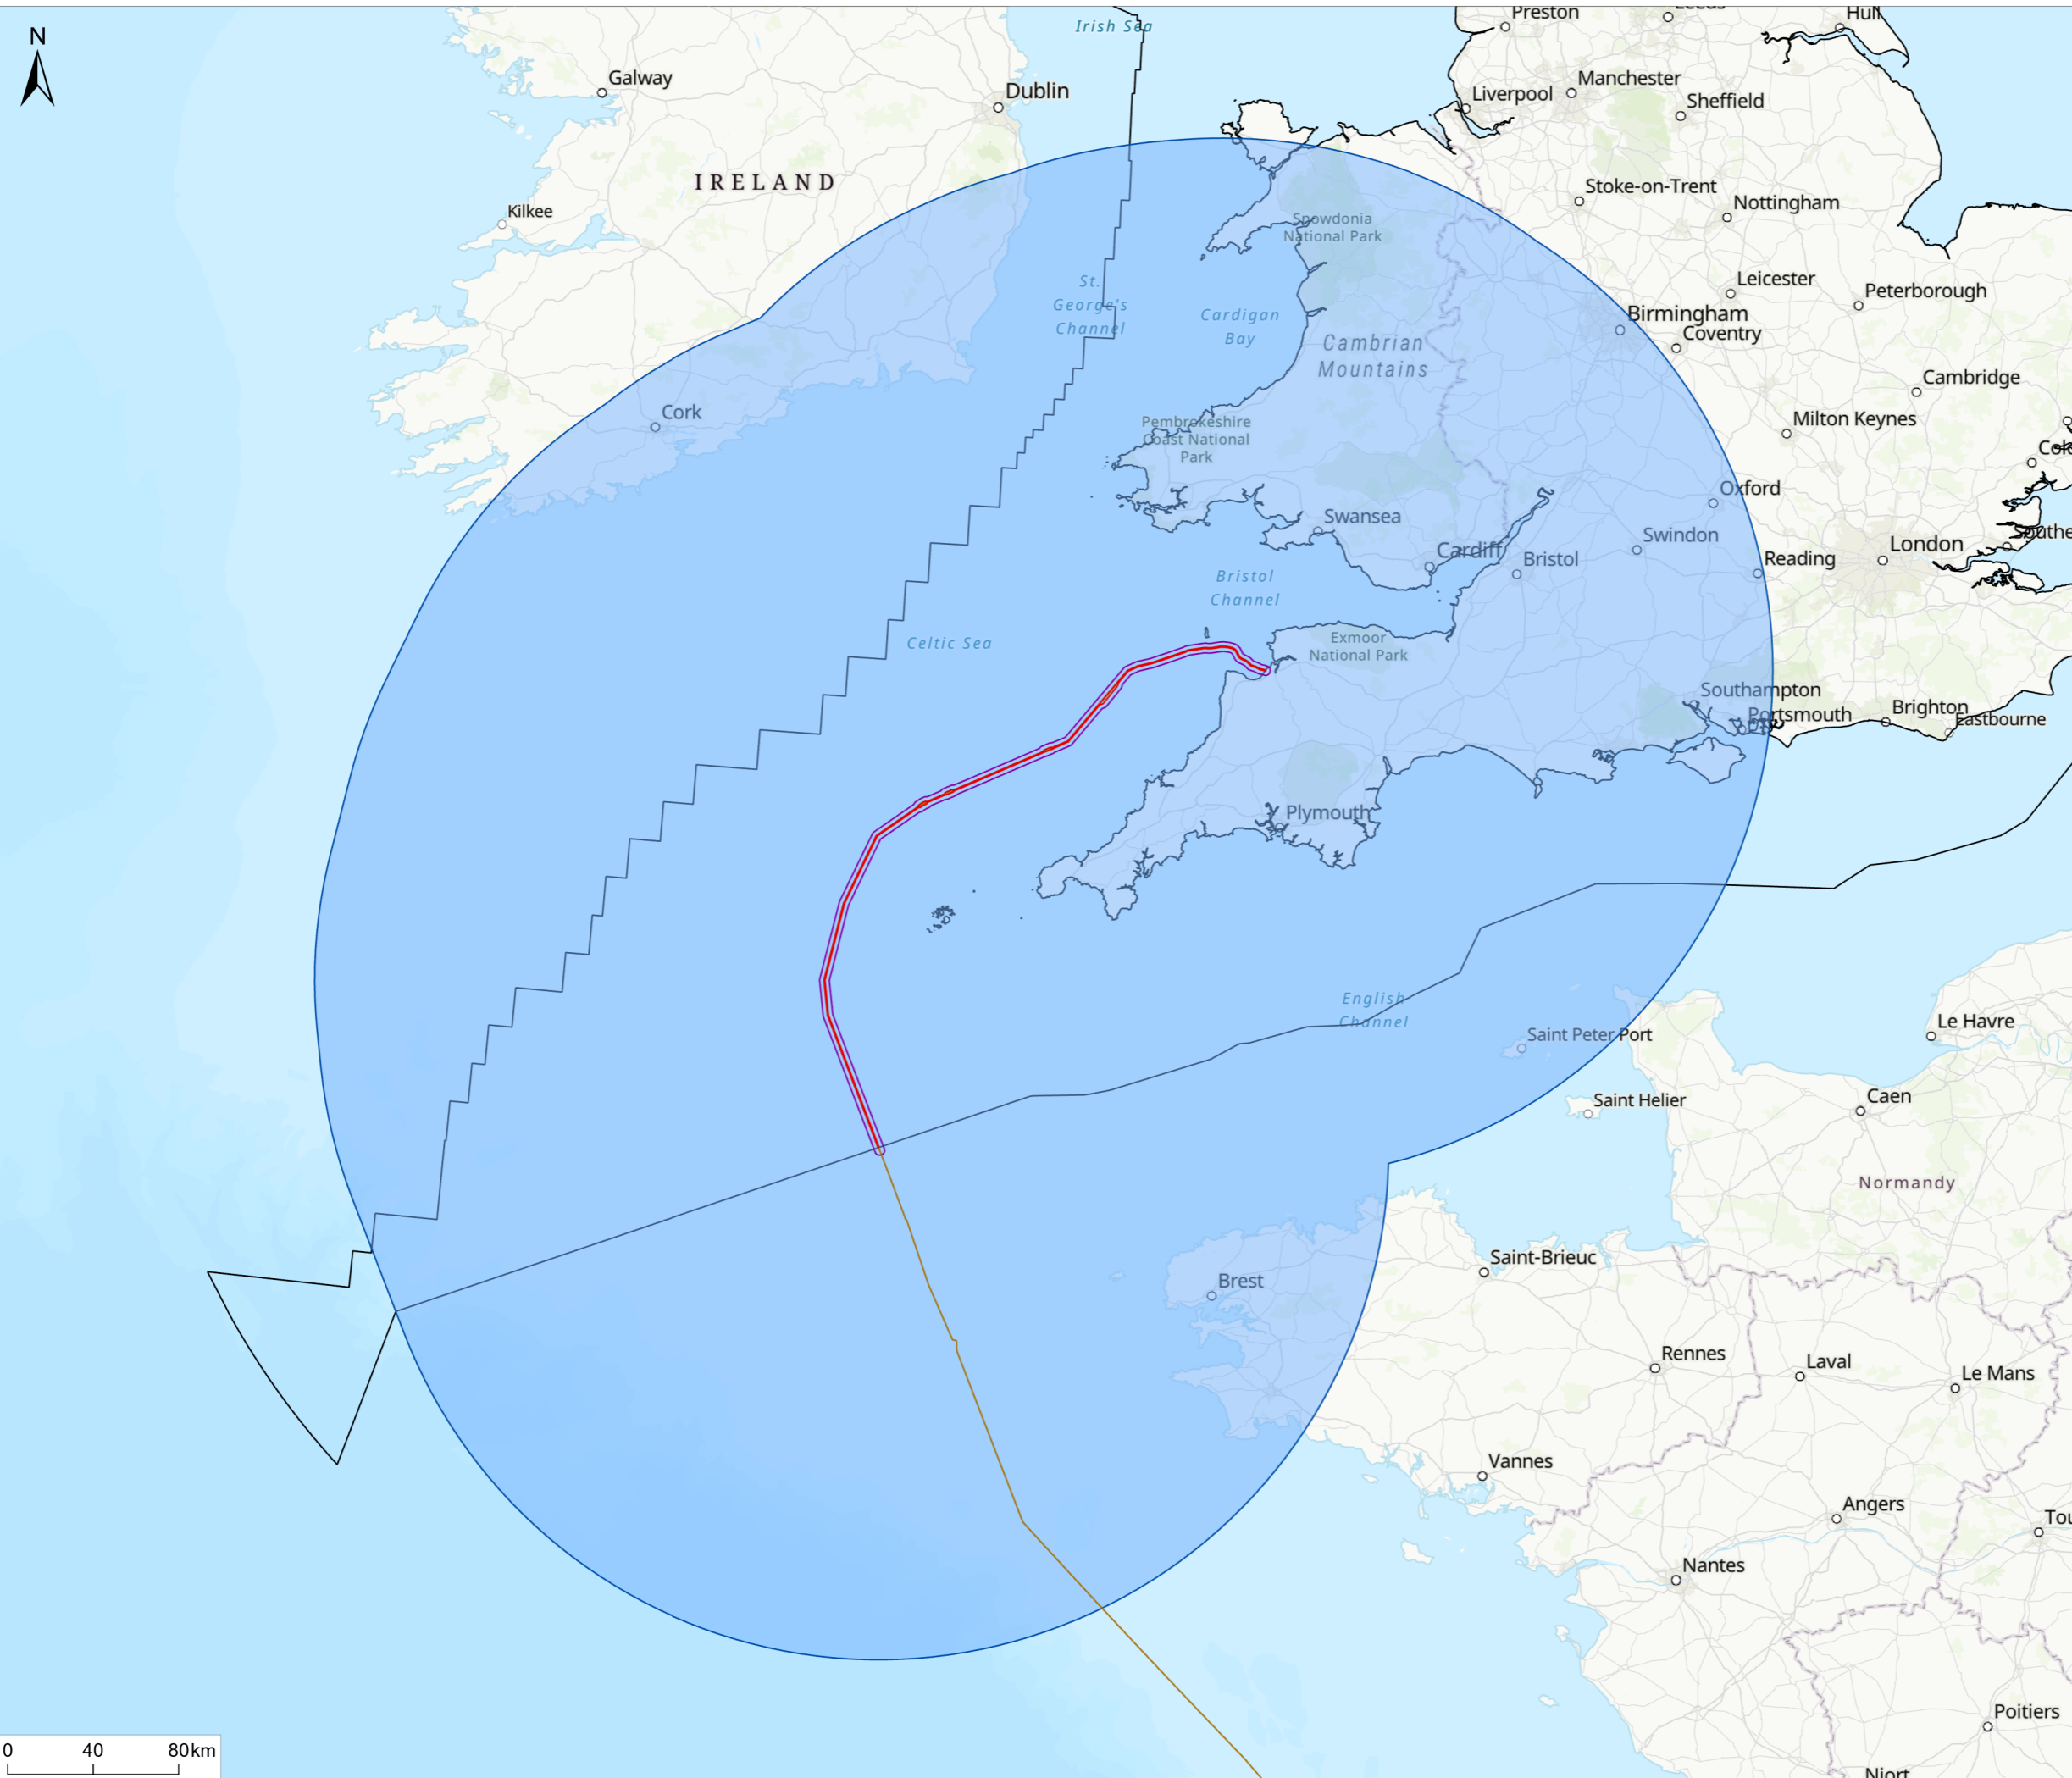 Irish Sea
Preston
Leeds
Hull
N
Galway
Dublin
Manchester
Liverpool
Sheffield
IRELAND
Stoke-on-Trent
Nottingham
Kilkee
Snowdonia
National Park
Leicester
Peterborough
St.
George's
Channel
Cardigan
Bay
Birmingham
Coventry
Cambrian
Mountains
Cambridge
Cork
Pembrokeshire
Coast National
Park
Milton Keynes
Oxford
Swansea
Swindon
Southe
London
Cardiff
Bristol
Reading
Bristol
Channel
Celtic Sea
Exmoor
National Park
Southampton
Portsmouth
Brighton
Eastbourne
Plymouth
English
Channel
Le Havre
Saint Peter Port
Saint Helier
Caen
Normandy
Saint-Brieuc
Brest
Rennes
Laval
Le Mans
Vannes
Angers
Tou
Nantes
Poitiers
0 40 80km
Niort